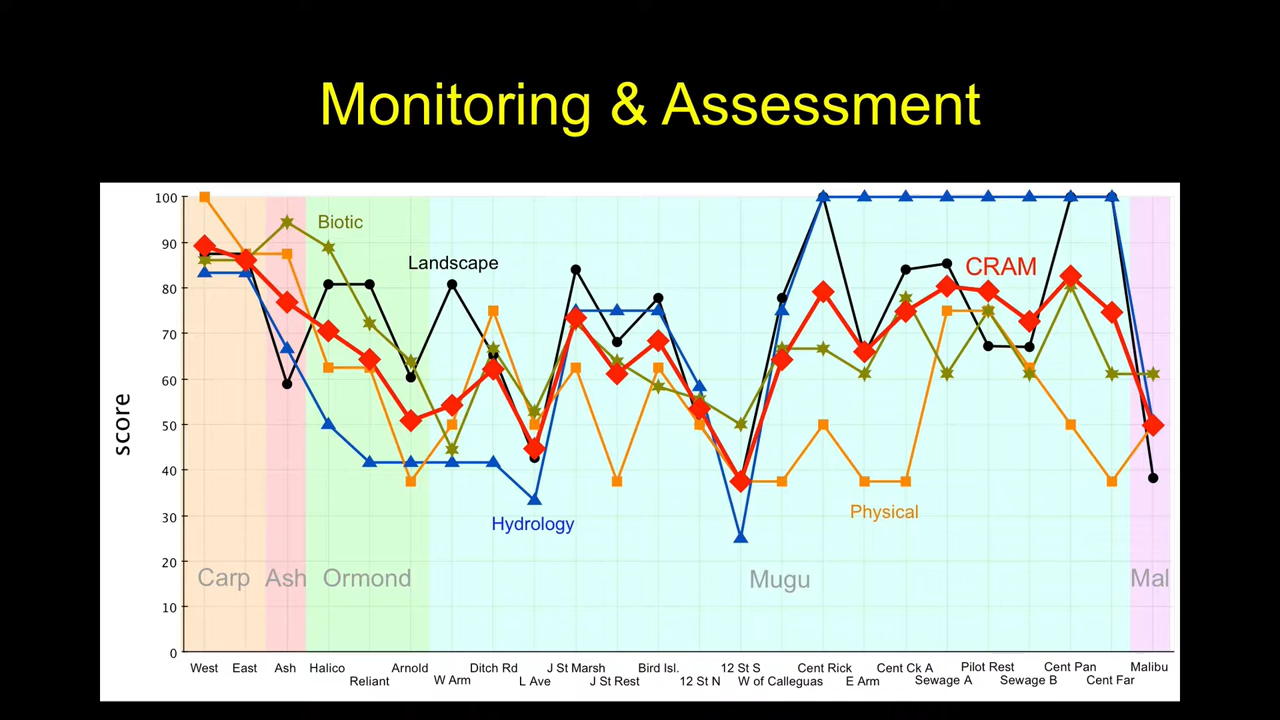 Monitoring & Assessment
100
90
80
70
60
50
40
30
20
10
0
score
Biotic
Landscape
CRAM
Hydrology
Physical
Carp Ash Ormond Mugu Mal
West East Ash Halico Arnold Ditch Rd J St Marsh Bird Isl. 12 St S Cent Rick Cent Ck A Pilot Rest Cent Pan Malibu
Reliant W Arm L Ave J St Rest 12 St N W of Calleguas E Arm Sewage A Sewage B Cent Far